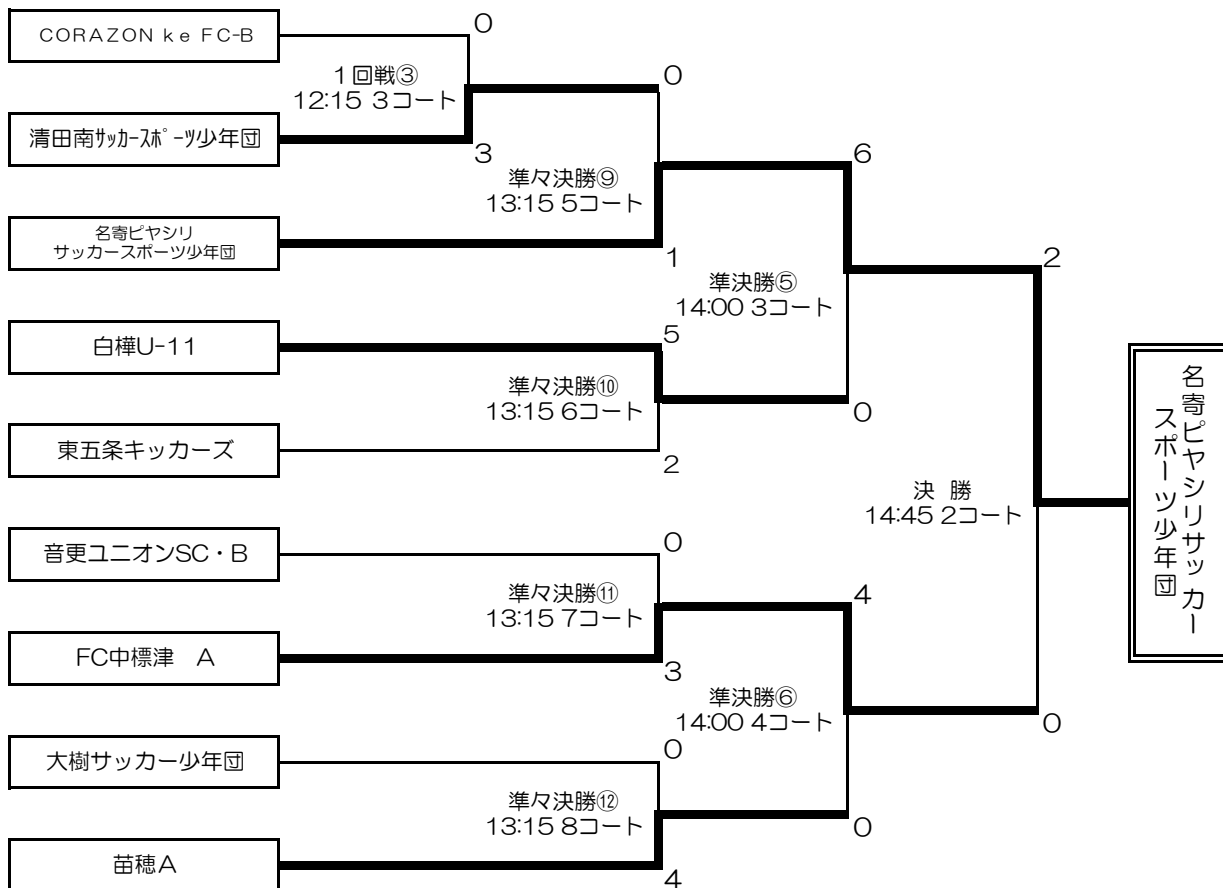 CORAZON ke FC-B
0
1回戦③
12:15 3コート
0
清田南サッカースポーツ少年団
3
準々決勝⑨
13:15 5コート
6
名寄ピヤシリ
サッカースポーツ少年団
1
準決勝⑤
14:00 3コート
2
白樺U-11
5
準々決勝⑩
13:15 6コート
0
東五条キッカーズ
2
決 勝
14:45 2コート
名寄ピヤシリサッカー
スポーツ少年団
音更ユニオンSC・B
0
準々決勝⑪
13:15 7コート
4
FC中標津 A
3
準決勝⑥
14:00 4コート
0
大樹サッカー少年団
0
準々決勝⑫
13:15 8コート
0
苗穂A
4